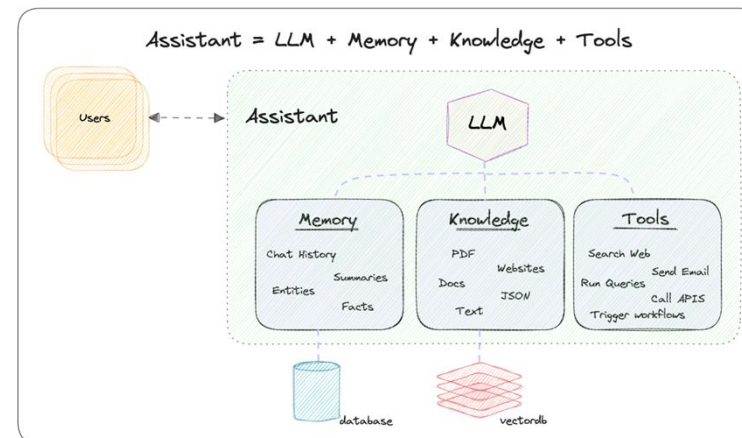 Assistant = LLM + Memory + Knowledge + Tools
Users
Assistant
LLM
Memory
Chat History
Summaries
Entities
Facts
Knowledge
PDF
Websites
Docs
JSON
Text
Tools
Search Web
Send Email
Run Queries
Call APIS
Trigger workflows
database
vectordb